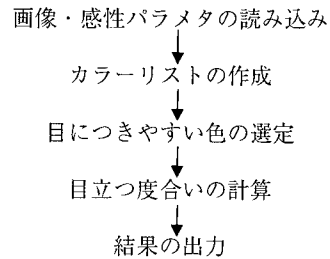 画像・感性パラメタの読み込み
カラーリストの作成
目につきやすい色の選定
目立つ度合いの計算
結果の出力